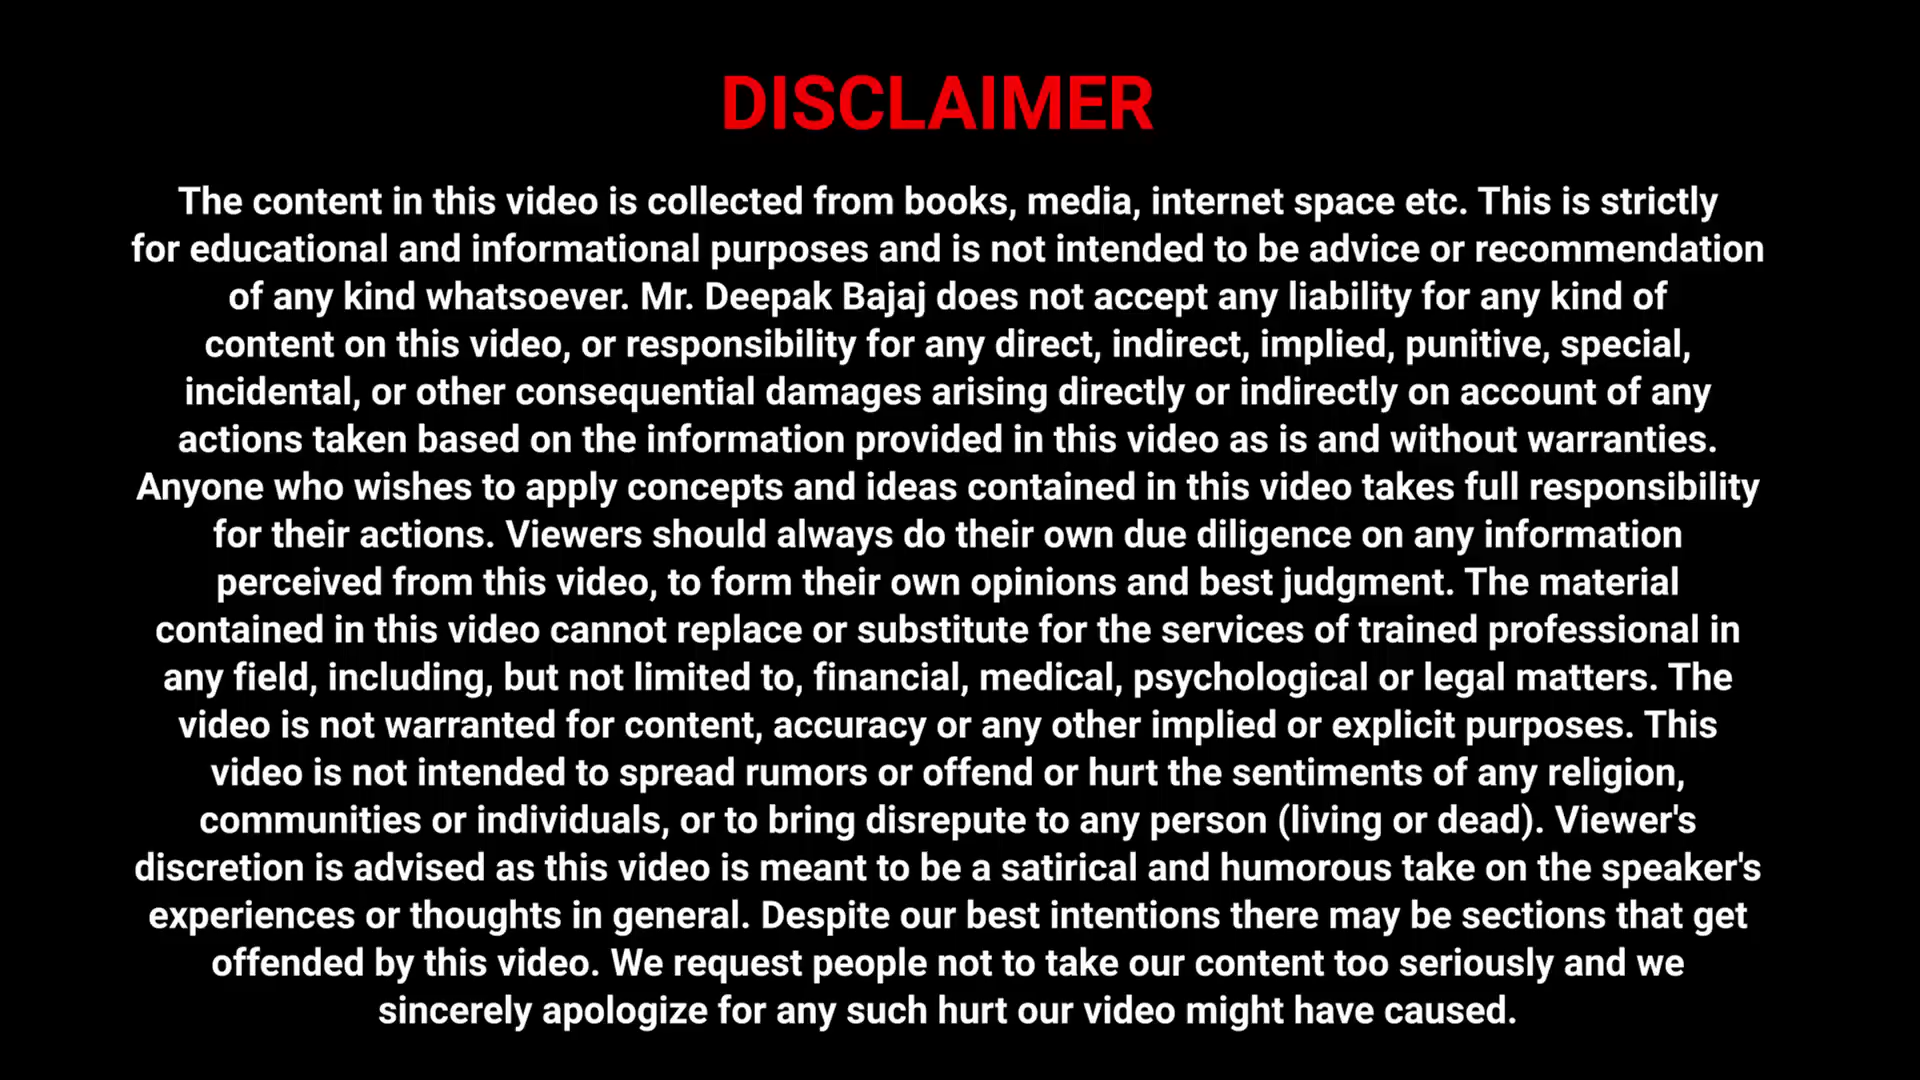 DISCLAIMER
The content in this video is collected from books, media, internet space etc. This is strictly
for educational and informational purposes and is not intended to be advice or recommendation
of any kind whatsoever. Mr. Deepak Bajaj does not accept any liability for any kind of
content on this video, or responsibility for any direct, indirect, implied, punitive, special,
incidental, or other consequential damages arising directly or indirectly on account of any
actions taken based on the information provided in this video as is and without warranties.
Anyone who wishes to apply concepts and ideas contained in this video takes full responsibility
for their actions. Viewers should always do their own due diligence on any information
perceived from this video, to form their own opinions and best judgment. The material
contained in this video cannot replace or substitute for the services of trained professional in
any field, including, but not limited to, financial, medical, psychological or legal matters. The
video is not warranted for content, accuracy or any other implied or explicit purposes. This
video is not intended to spread rumors or offend or hurt the sentiments of any religion,
communities or individuals, or to bring disrepute to any person (living or dead). Viewer's
discretion is advised as this video is meant to be a satirical and humorous take on the speaker's
experiences or thoughts in general. Despite our best intentions there may be sections that get
offended by this video. We request people not to take our content too seriously and we
sincerely apologize for any such hurt our video might have caused.